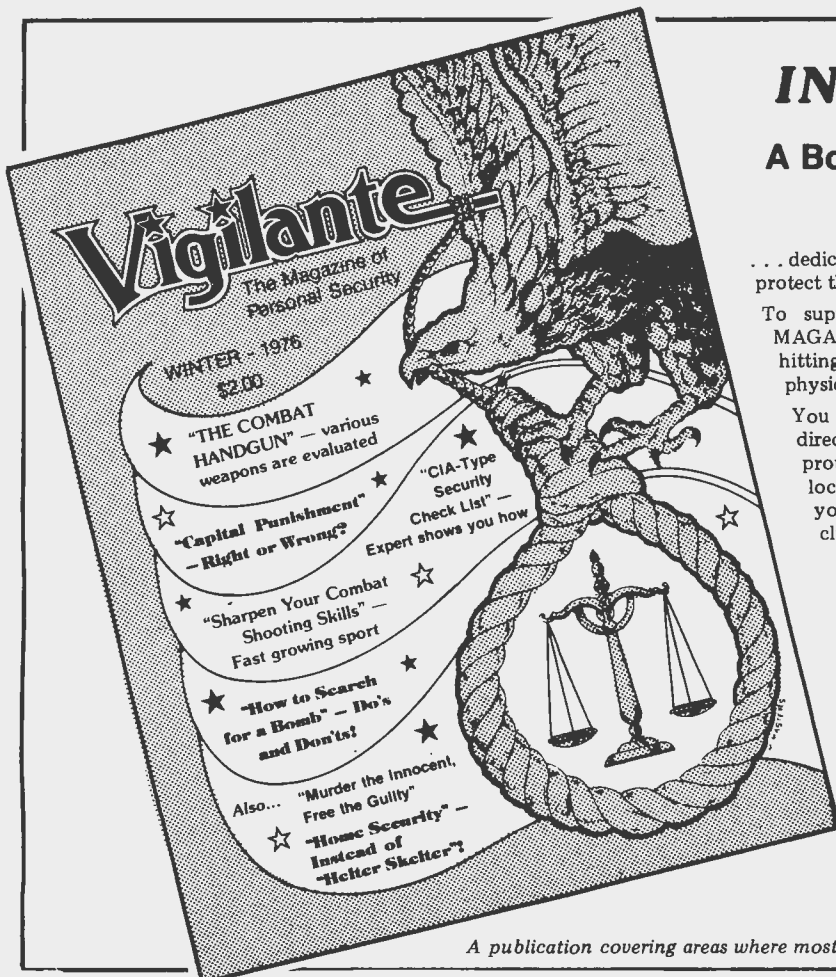 Vigilante
The Magazine of
Personal Security
WINTER – 1976
$2.00
"THE COMBAT
HANDGUN" — various
weapons are evaluated
"Capital Punishment"
– Right or Wrong?
"CIA-Type
Security
Check List" —
Expert shows you how
"Sharpen Your Combat
Shooting Skills" —
Fast growing sport
"How to Search
for a Bomb" — Do's
and Don'ts!
Also... "Murder the Innocent,
Free the Guilty"
"Home Security" —
Instead of
"Helter Skelter"!
IN
A Bo
. . . dedic
protect th
To sup
MAGA
hitting
physic
You
direc
pro
loc
yo
cl
A publication covering areas where most